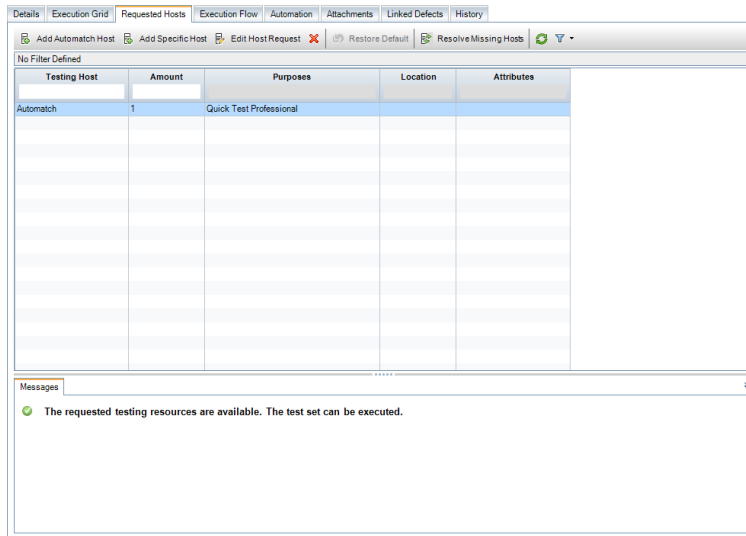 Details Execution Grid Requested Hosts Execution Flow Automation Attachments Linked Defects History
Add Automatch Host Add Specific Host Edit Host Request Restore Default Resolve Missing Hosts
No Filter Defined
Testing Host Amount Purposes Location Attributes
Automatch 1 Quick Test Professional
Messages
The requested testing resources are available. The test set can be executed.